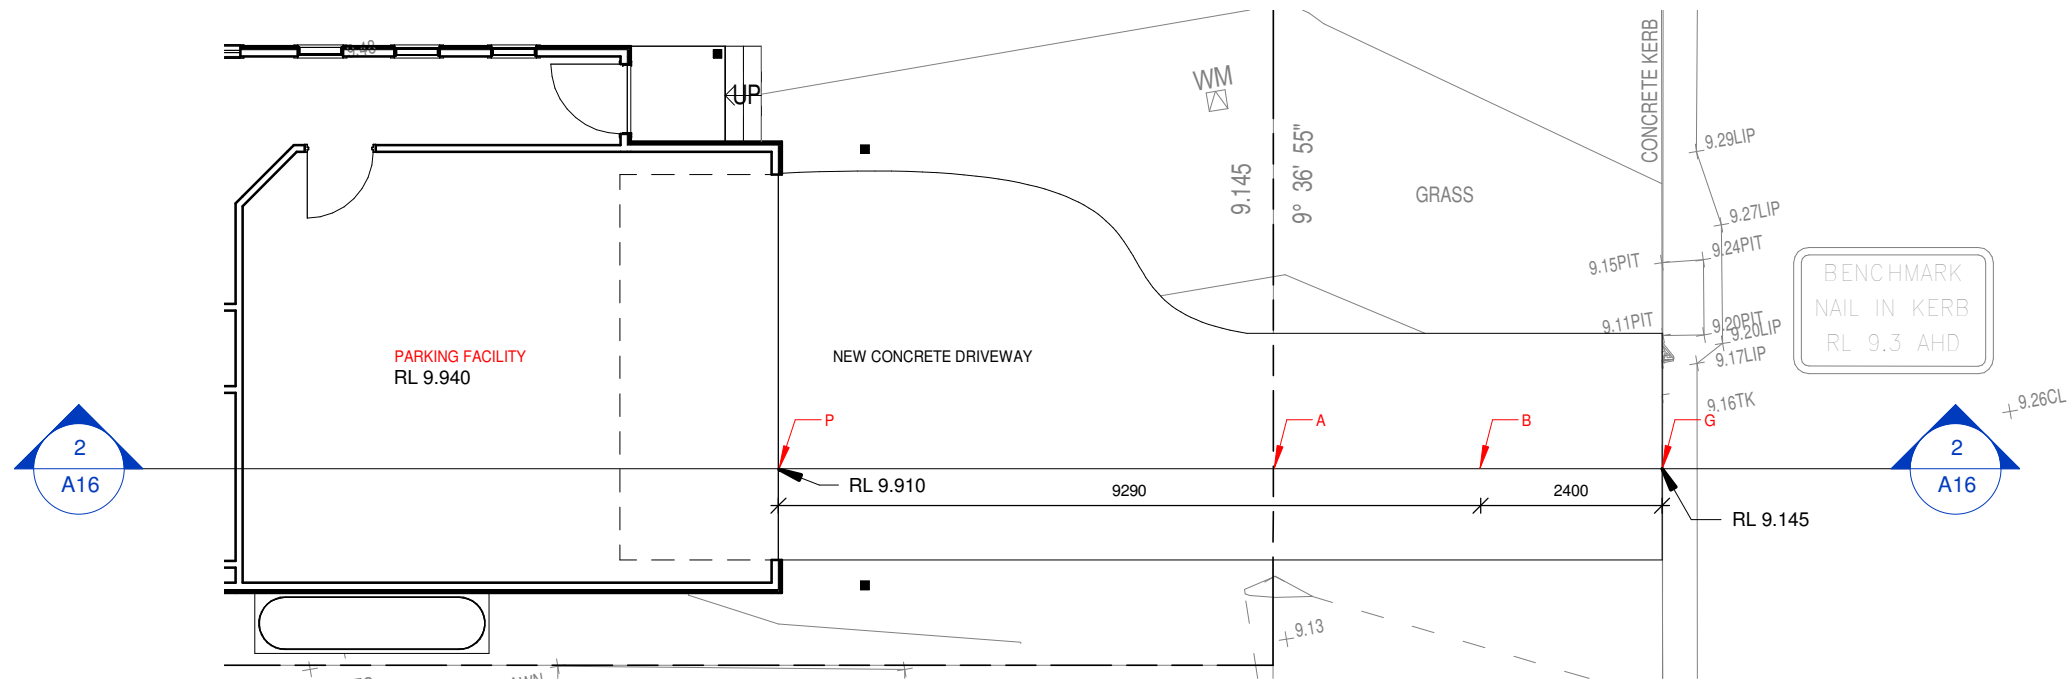 9.48
UP
WM
CONCRETE KERB
9.29LIP
9.145
9° 36' 55"
GRASS
9.27LIP
9.24PIT
9.15PIT
BENCHMARK
NAIL IN KERB
RL 9.3 AHD
9.11PIT
9.20PIT
9.20LIP
9.17LIP
PARKING FACILITY
RL 9.940
NEW CONCRETE DRIVEWAY
9.16TK
9.26CL
P
A
B
G
2
A16
2
A16
RL 9.910
9290
2400
RL 9.145
9.13